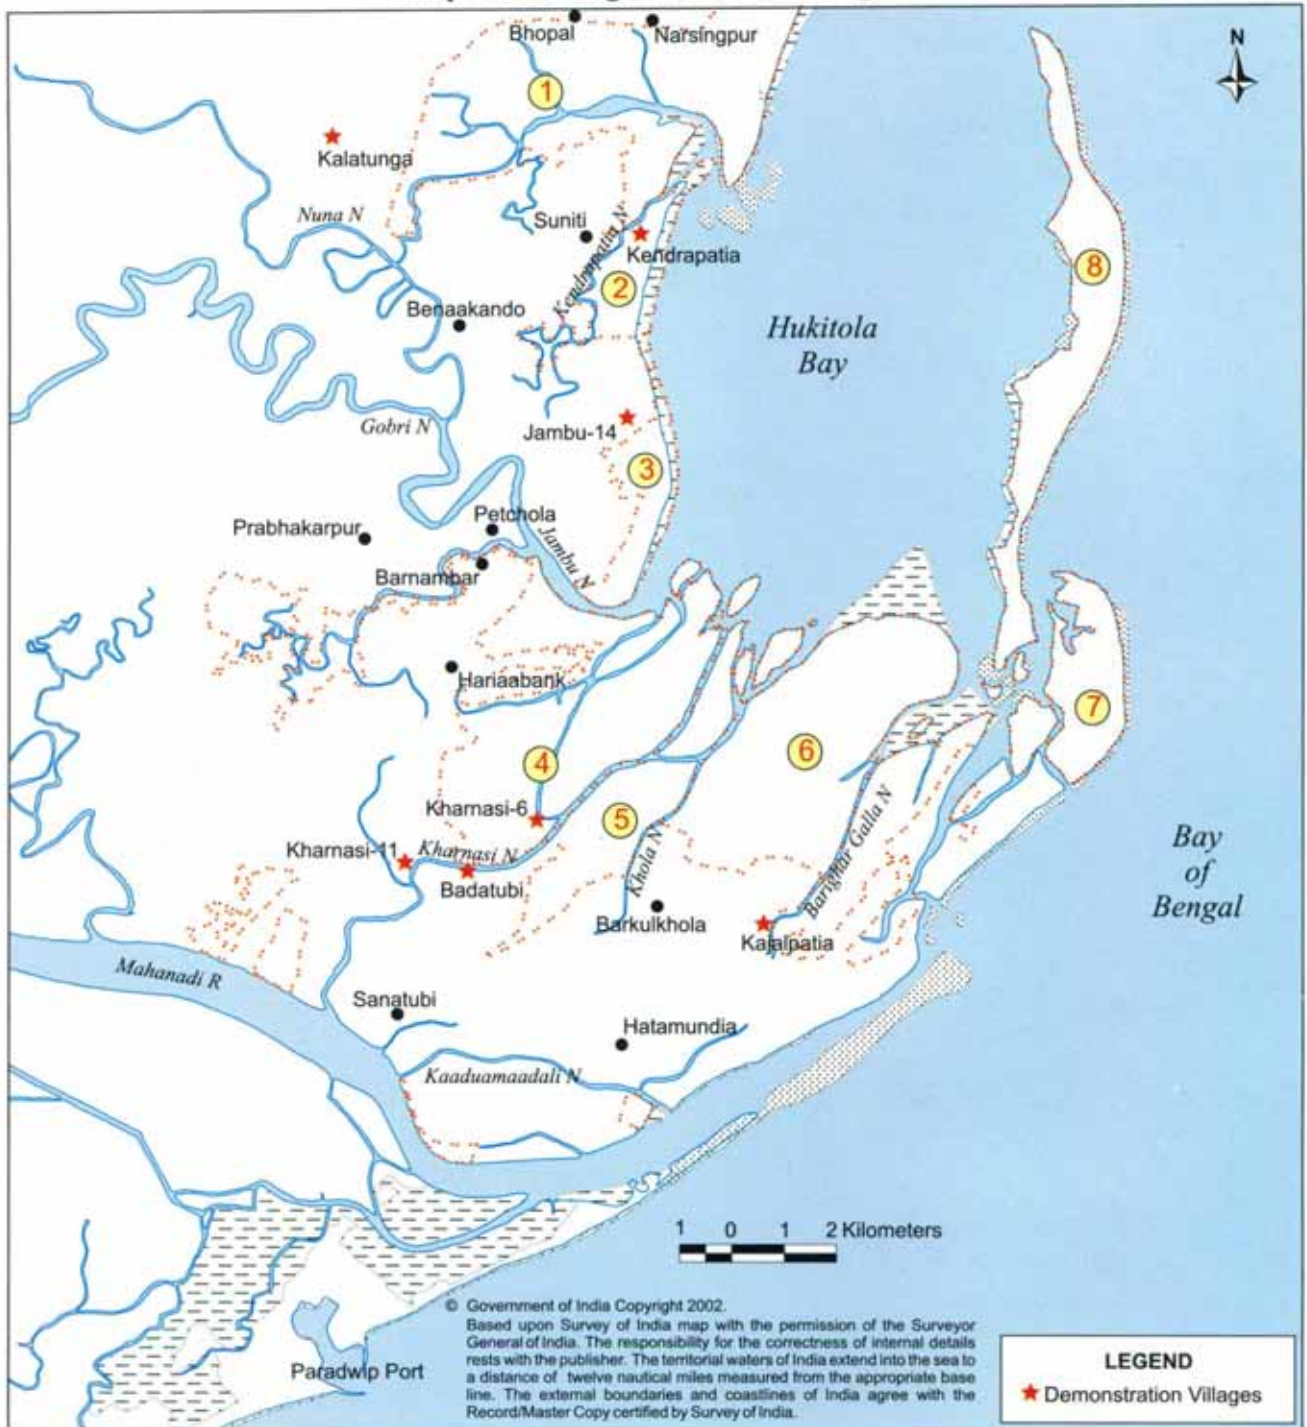 Bhopal
Narsingpur
N
1
Kalatunga
Nuna N
Suniti
Kendrapatia N
Kendrapatia
2
8
Benaakando
Hukitola
Bay
Gobri N
Jambu-14
3
Petchola
Prabhakarpur
Jambu N
Barnambar
Hariaabank
7
6
4
Kharnasi-6
5
Kharnasi-11
Kharnasi N
Badatubi
Khola N
Barighar Galla N
Bay
of
Bengal
Barkulkhola
Kajalpatia
Mahanadi R
Sanatubi
Hatamundia
Kaaduamaadali N
1 0 1 2 Kilometers
Paradwip Port
© Government of India Copyright 2002.
Based upon Survey of India map with the permission of the Surveyor
General of India. The responsibility for the correctness of internal details
rests with the publisher. The territorial waters of India extend into the sea to
a distance of twelve nautical miles measured from the appropriate base
line. The external boundaries and coastlines of India agree with the
Record/Master Copy certified by Survey of India.
LEGEND
Demonstration Villages